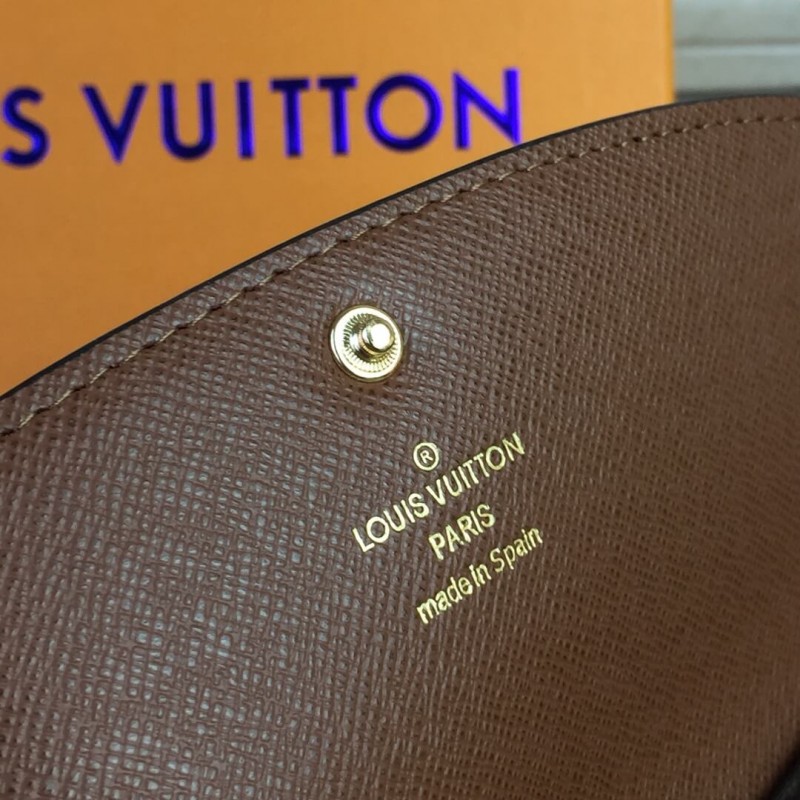 S VUITTON
®
LOUIS VUITTON
PARIS
made in Spain